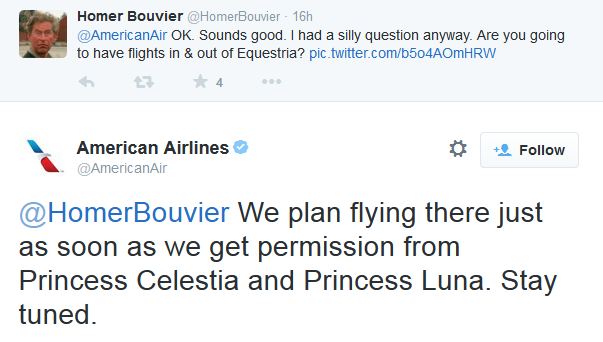 Homer Bouvier @HomerBouvier · 16h
@AmericanAir OK. Sounds good. I had a silly question anyway. Are you going
to have flights in & out of Equestria? pic.twitter.com/b5o4AOmHRW
4
American Airlines
@AmericanAir
Follow
@HomerBouvier We plan flying there just
as soon as we get permission from
Princess Celestia and Princess Luna. Stay
tuned.